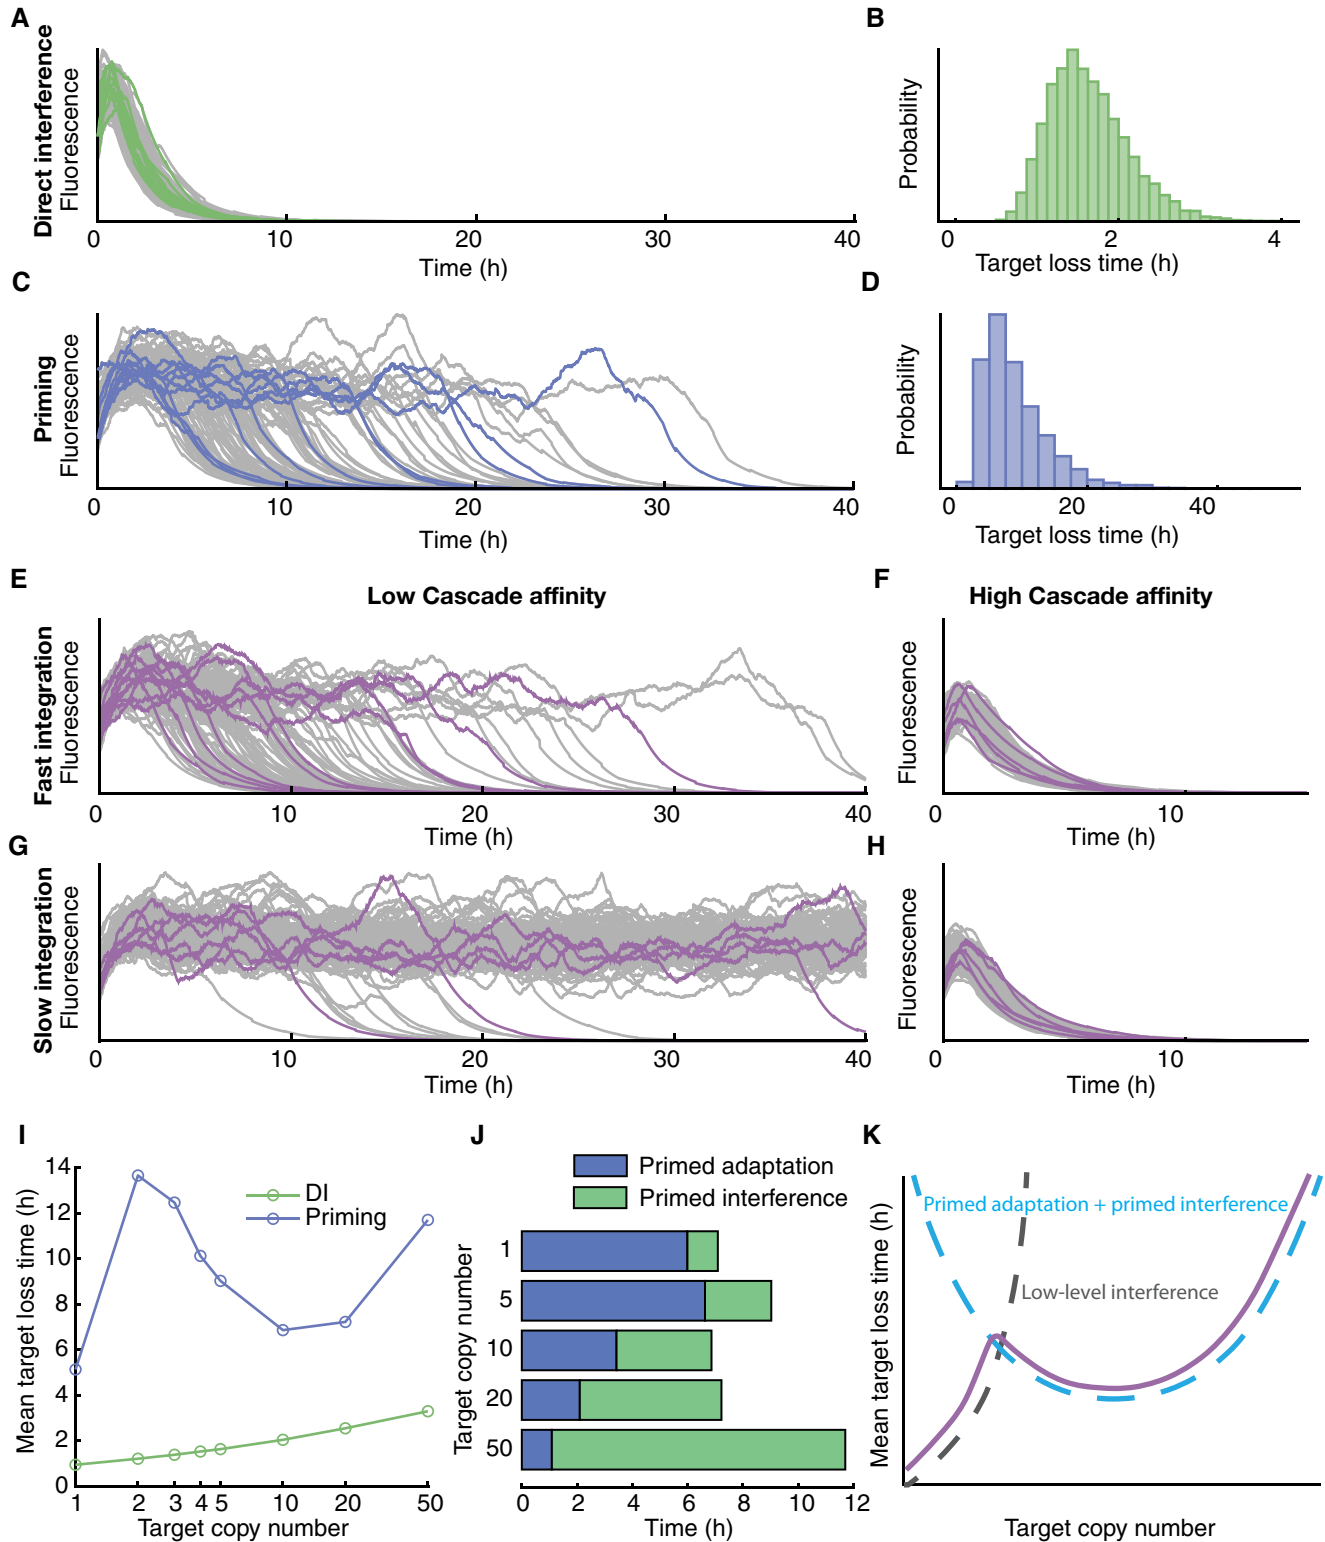 A
Direct interference
Fluorescence
0 10 20 30 40
Time (h)
B
Probability
0 2 4
Target loss time (h)
C
Priming
Fluorescence
0 10 20 30 40
Time (h)
D
Probability
0 20 40
Target loss time (h)
E
Low Cascade affinity
Fast integration
Fluorescence
0 10 20 30 40
Time (h)
F
High Cascade affinity
Fluorescence
0 10
Time (h)
G
Slow integration
Fluorescence
0 10 20 30 40
Time (h)
H
Fluorescence
0 10
Time (h)
I
Mean target loss time (h)
14
12
10
8
6
4
2
0
DI
Priming
1 2 3 4 5 10 20 50
Target copy number
J
Primed adaptation
Primed interference
Target copy number
1
5
10
20
50
0 2 4 6 8 10 12
Time (h)
K
Mean target loss time (h)
Primed adaptation + primed interference
Low-level interference
Target copy number